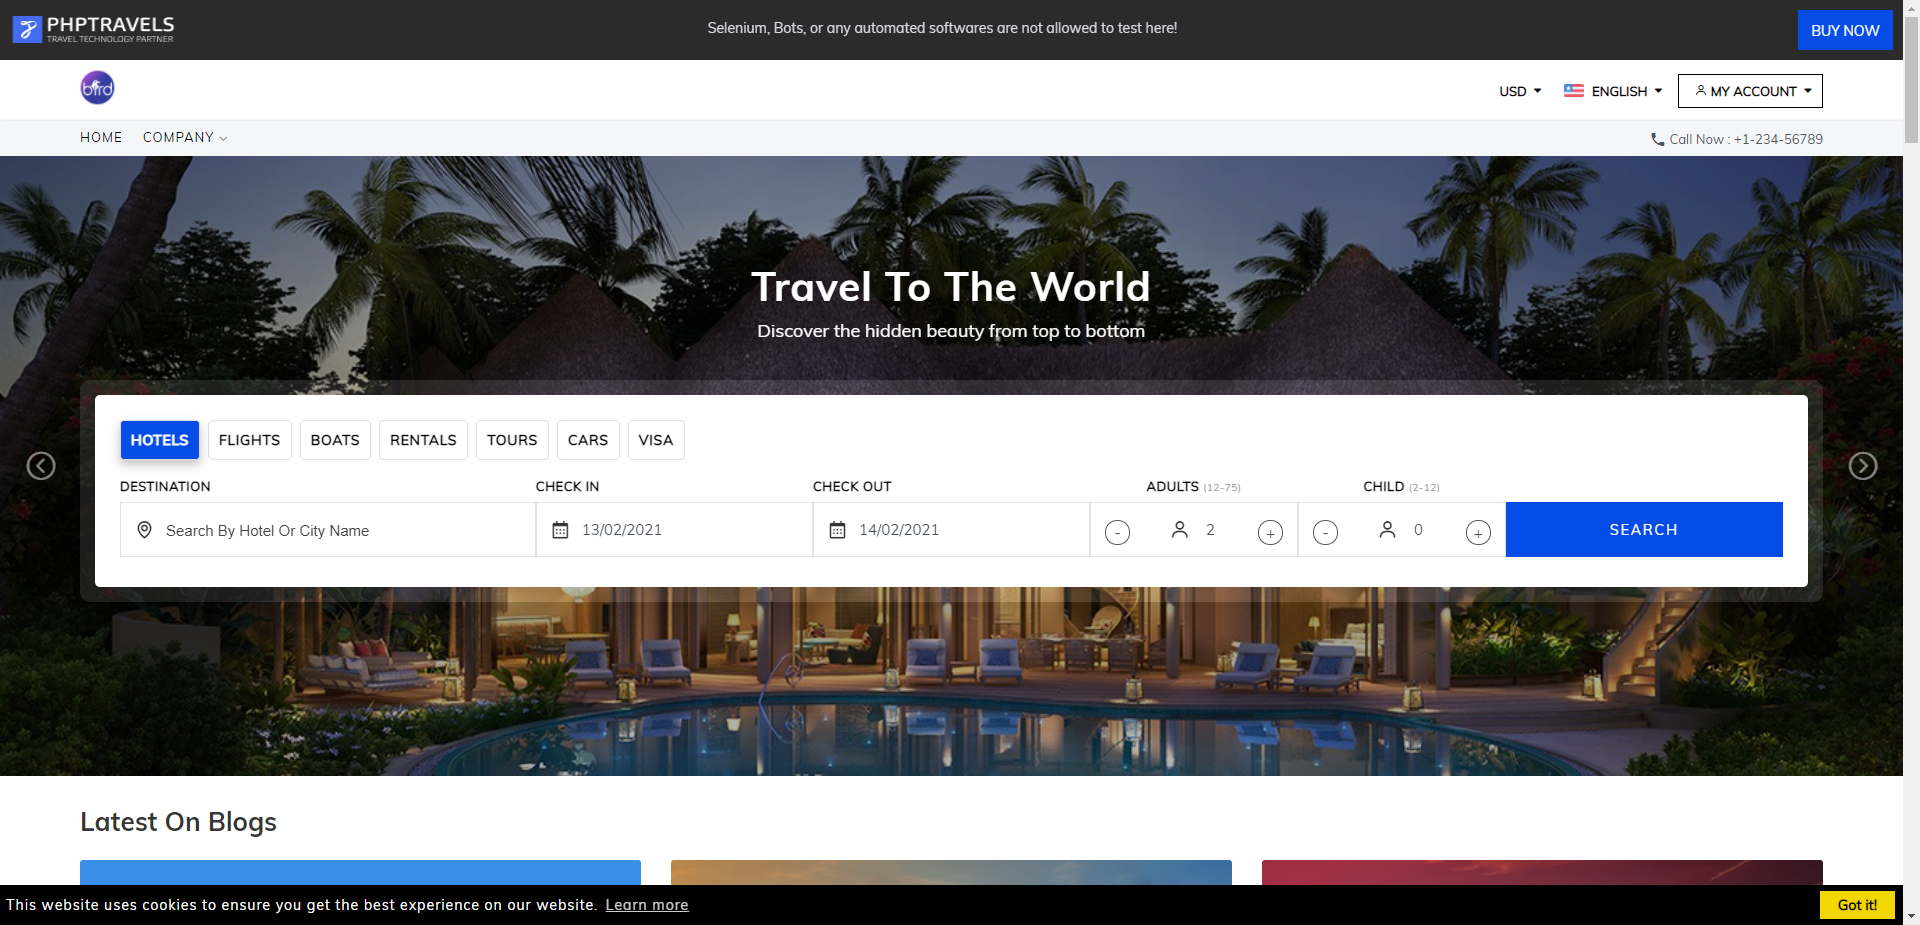 PHPTRAVELS
TRAVEL TECHNOLOGY PARTNER
Selenium, Bots, or any automated softwares are not allowed to test here!
BUY NOW
bird
USD
ENGLISH
MY ACCOUNT
HOME
COMPANY
Call Now : +1-234-56789
Travel To The World
Discover the hidden beauty from top to bottom
HOTELS
FLIGHTS
BOATS
RENTALS
TOURS
CARS
VISA
DESTINATION
CHECK IN
CHECK OUT
ADULTS (12-75)
CHILD (2-12)
Search By Hotel Or City Name
13/02/2021
14/02/2021
- 2 +
- 0 +
SEARCH
Latest On Blogs
This website uses cookies to ensure you get the best experience on our website. Learn more
Got it!